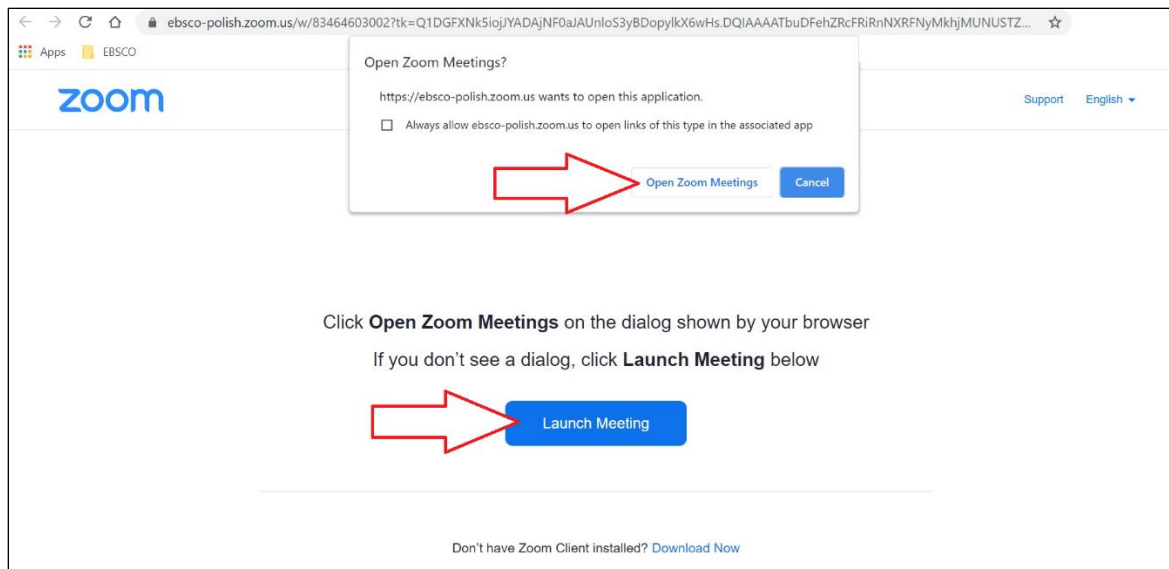 ebsco-polish.zoom.us/w/83464603002?tk=Q1DGFXNk5iojJYADAjNF0aJAUnloS3yBDopylkX6wHs.DQIAAAATbuDFehZRcFRiRnNXRFNyMkhjMUNUSTZ...
Apps EBSCO
Open Zoom Meetings?
https://ebsco-polish.zoom.us wants to open this application.
Always allow ebsco-polish.zoom.us to open links of this type in the associated app
Open Zoom Meetings Cancel
zoom Support English
Click Open Zoom Meetings on the dialog shown by your browser
If you don't see a dialog, click Launch Meeting below
Launch Meeting
Don't have Zoom Client installed? Download Now